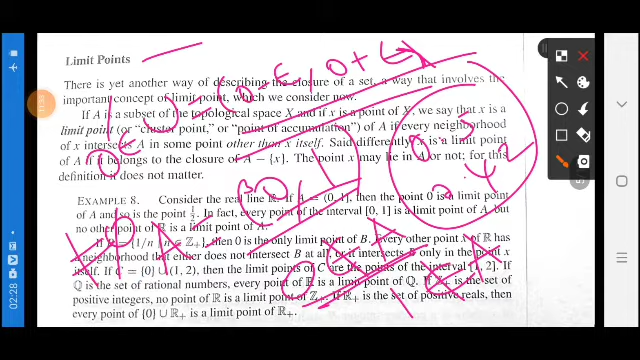 Limit Points
0 ∈ U = (0 - ε, 0 + ε)
There is yet another way of describing the closure of a set, a way that involves the
important concept of limit point, which we consider now.
If A is a subset of the topological space X and if x is a point of X, we say that x is a
limit point (or "cluster point," or "point of accumulation") of A if every neighborhood
of x intersects A in some point other than x itself. Said differently, x is a limit point
of A if it belongs to the closure of A − {x}. The point x may lie in A or not; for this
definition it does not matter.
EXAMPLE 8. Consider the real line ℝ. If A = (0, 1], then the point 0 is a limit point
of A and so is the point ½. In fact, every point of the interval [0, 1] is a limit point of A, but
no other point of ℝ is a limit point of A.
If B = {1/n | n ∈ ℤ₊}, then 0 is the only limit point of B. Every other point x of ℝ has
a neighborhood that either does not intersect B at all, or it intersects B only in the point x
itself. If C = {0} ∪ (1, 2), then the limit points of C are the points of the interval [1, 2]. If
ℚ is the set of rational numbers, every point of ℝ is a limit point of ℚ. If ℤ₊ is the set of
positive integers, no point of ℝ is a limit point of ℤ₊. If ℝ₊ is the set of positive reals, then
every point of {0} ∪ ℝ₊ is a limit point of ℝ₊.
0.5
A
2:28